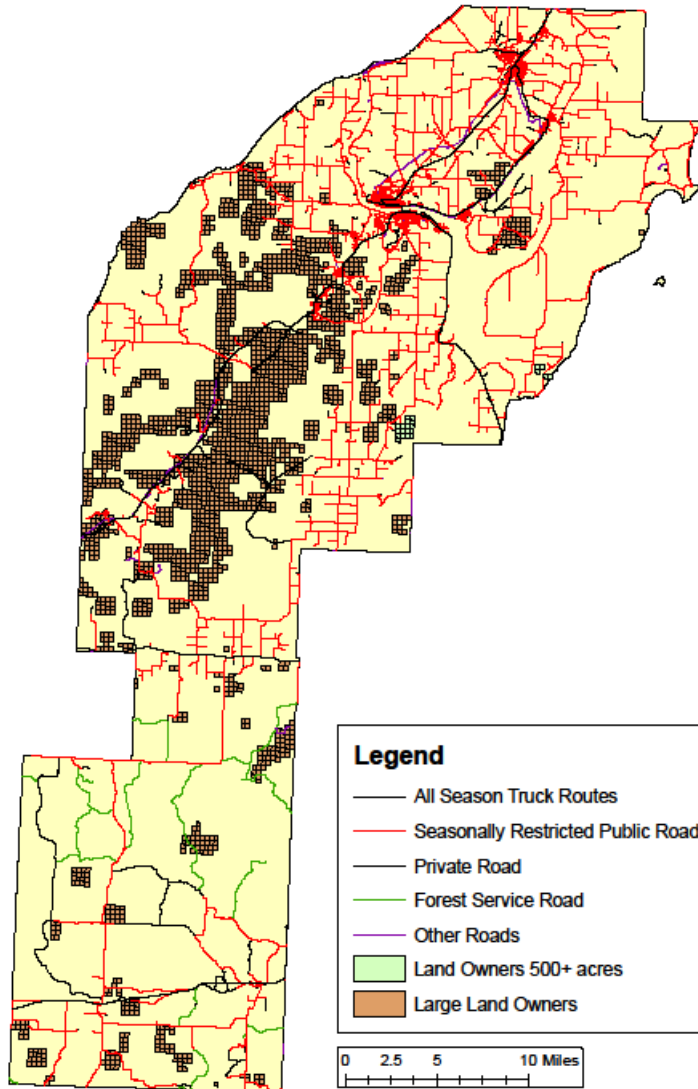 Legend
All Season Truck Routes
Seasonally Restricted Public Road
Private Road
Forest Service Road
Other Roads
Land Owners 500+ acres
Large Land Owners
0 2.5 5 10 Miles